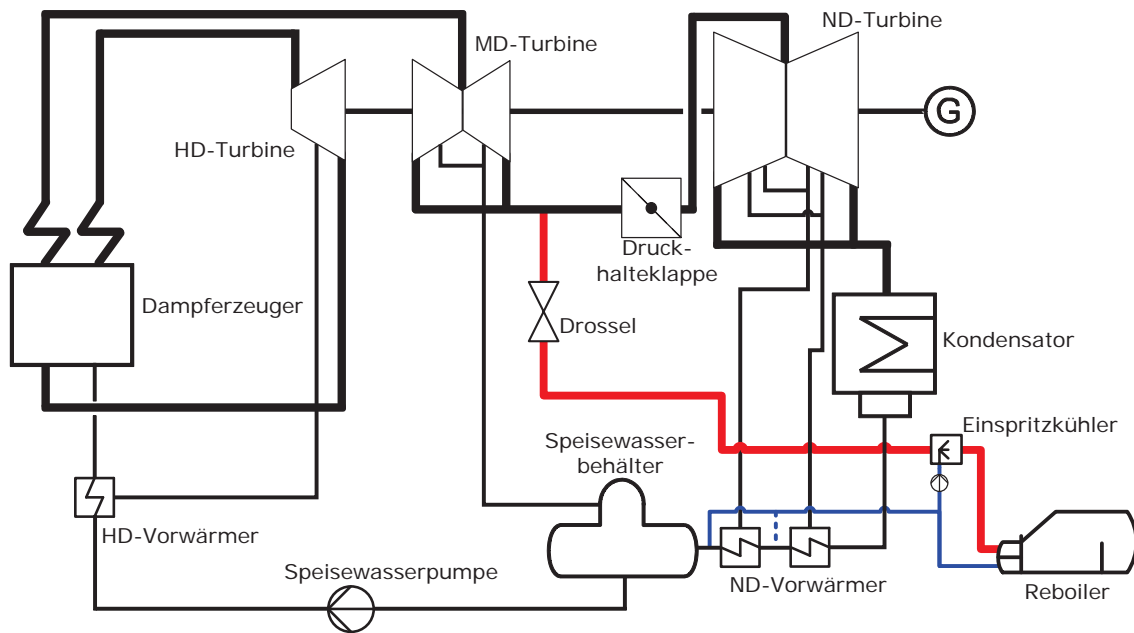 ND-Turbine
MD-Turbine
G
HD-Turbine
Druck-
halteklappe
Dampferzeuger
Drossel
Kondensator
Einspritzkühler
Speisewasser-
behälter
HD-Vorwärmer
Speisewasserpumpe
ND-Vorwärmer
Reboiler